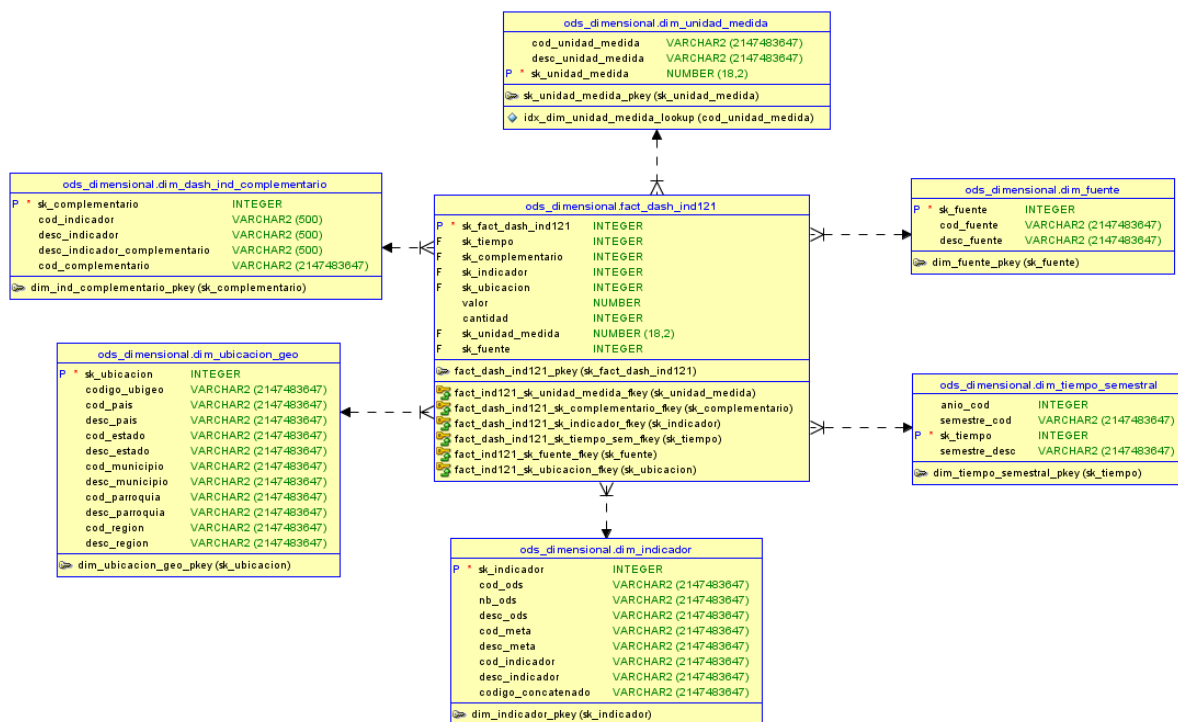 ods_dimensional.dim_unidad_medida
cod_unidad_medida VARCHAR2 (2147483647)
desc_unidad_medida VARCHAR2 (2147483647)
P * sk_unidad_medida NUMBER (18,2)
sk_unidad_medida_pkey (sk_unidad_medida)
idx_dim_unidad_medida_lookup (cod_unidad_medida)
ods_dimensional.dim_dash_ind_complementario
P * sk_complementario INTEGER
cod_indicador VARCHAR2 (500)
desc_indicador VARCHAR2 (500)
desc_indicador_complementario VARCHAR2 (500)
cod_complementario VARCHAR2 (2147483647)
dim_ind_complementario_pkey (sk_complementario)
ods_dimensional.fact_dash_ind121
P * sk_fact_dash_ind121 INTEGER
F sk_tiempo INTEGER
F sk_complementario INTEGER
F sk_indicador INTEGER
F sk_ubicacion INTEGER
valor NUMBER
cantidad INTEGER
F sk_unidad_medida NUMBER (18,2)
F sk_fuente INTEGER
fact_dash_ind121_pkey (sk_fact_dash_ind121)
fact_ind121_sk_unidad_medida_fkey (sk_unidad_medida)
fact_dash_ind121_sk_complementario_fkey (sk_complementario)
fact_dash_ind121_sk_indicador_fkey (sk_indicador)
fact_dash_ind121_sk_tiempo_sem_fkey (sk_tiempo)
fact_ind121_sk_fuente_fkey (sk_fuente)
fact_ind121_sk_ubicacion_fkey (sk_ubicacion)
ods_dimensional.dim_fuente
P * sk_fuente INTEGER
cod_fuente VARCHAR2 (2147483647)
desc_fuente VARCHAR2 (2147483647)
dim_fuente_pkey (sk_fuente)
ods_dimensional.dim_ubicacion_geo
P * sk_ubicacion INTEGER
codigo_ubigeo VARCHAR2 (2147483647)
cod_pais VARCHAR2 (2147483647)
desc_pais VARCHAR2 (2147483647)
cod_estado VARCHAR2 (2147483647)
desc_estado VARCHAR2 (2147483647)
cod_municipio VARCHAR2 (2147483647)
desc_municipio VARCHAR2 (2147483647)
cod_parroquia VARCHAR2 (2147483647)
desc_parroquia VARCHAR2 (2147483647)
cod_region VARCHAR2 (2147483647)
desc_region VARCHAR2 (2147483647)
dim_ubicacion_geo_pkey (sk_ubicacion)
ods_dimensional.dim_tiempo_semestral
anio_cod INTEGER
semestre_cod VARCHAR2 (2147483647)
P * sk_tiempo INTEGER
semestre_desc VARCHAR2 (2147483647)
dim_tiempo_semestral_pkey (sk_tiempo)
ods_dimensional.dim_indicador
P * sk_indicador INTEGER
cod_ods VARCHAR2 (2147483647)
nb_ods VARCHAR2 (2147483647)
desc_ods VARCHAR2 (2147483647)
cod_meta VARCHAR2 (2147483647)
desc_meta VARCHAR2 (2147483647)
cod_indicador VARCHAR2 (2147483647)
desc_indicador VARCHAR2 (2147483647)
codigo_concatenado VARCHAR2 (2147483647)
dim_indicador_pkey (sk_indicador)